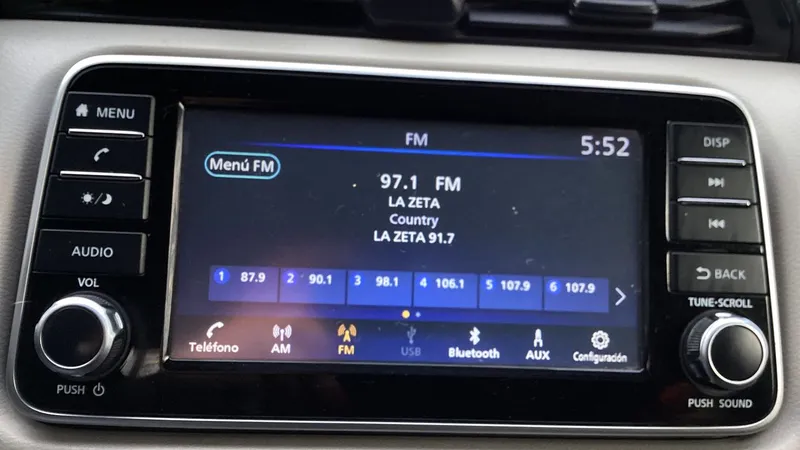 MENU
AUDIO
VOL
PUSH
FM
5:52
Menú FM
97.1 FM
LA ZETA
Country
LA ZETA 91.7
1 87.9 2 90.1 3 98.1 4 106.1 5 107.9 6 107.9
Teléfono AM FM USB Bluetooth AUX Configuración
DISP
BACK
TUNE-SCROLL
PUSH SOUND